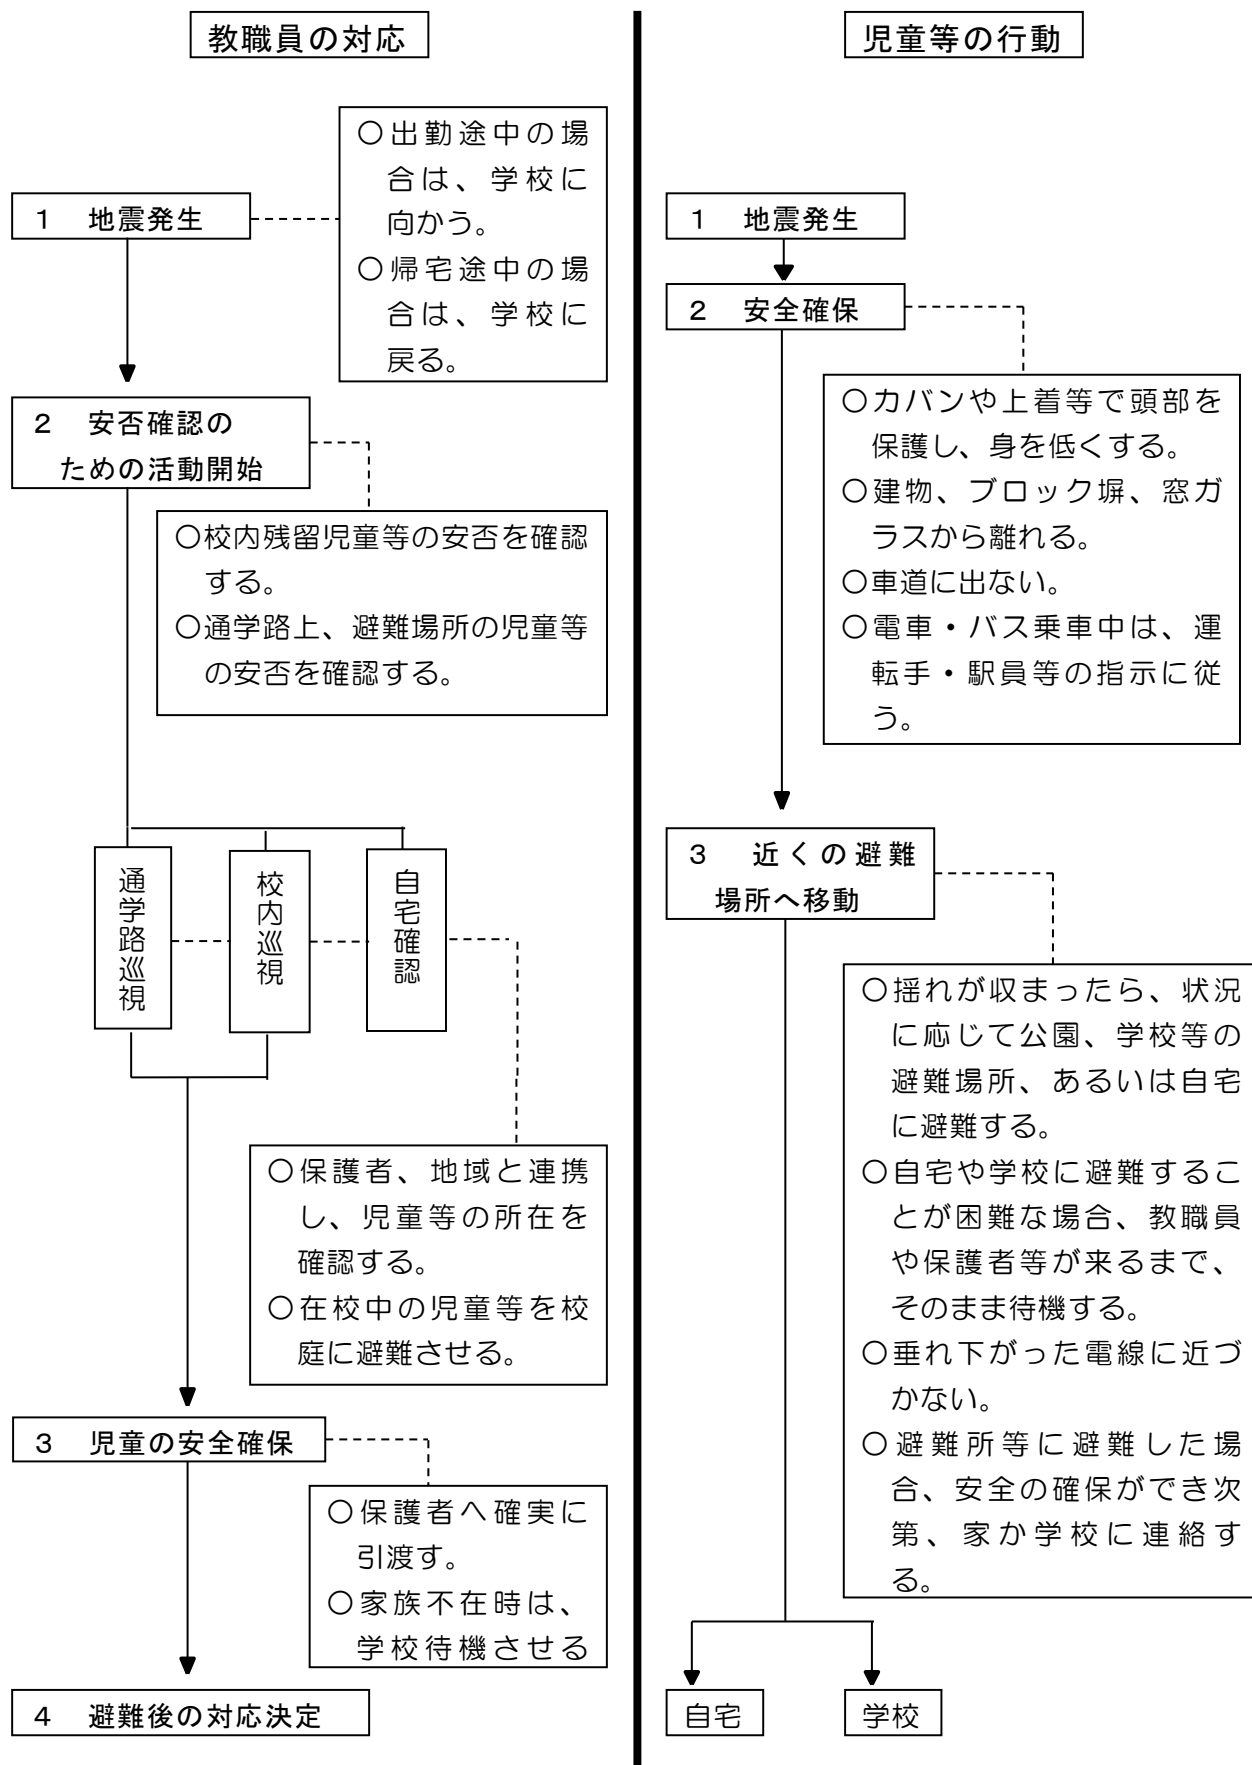 教職員の対応
○出勤途中の場
合は、学校に
向かう。
○帰宅途中の場
合は、学校に
戻る。
１　地震発生
２　安否確認の
ための活動開始
○校内残留児童等の安否を確認
する。
○通学路上、避難場所の児童等
の安否を確認する。
通学路巡視
校内巡視
自宅確認
○保護者、地域と連携
し、児童等の所在を
確認する。
○在校中の児童等を校
庭に避難させる。
３　児童の安全確保
○保護者へ確実に
引渡す。
○家族不在時は、
学校待機させる
４　避難後の対応決定
児童等の行動
１　地震発生
２　安全確保
○カバンや上着等で頭部を
保護し、身を低くする。
○建物、ブロック塀、窓ガ
ラスから離れる。
○車道に出ない。
○電車・バス乗車中は、運
転手・駅員等の指示に従
う。
３　近くの避難
場所へ移動
○揺れが収まったら、状況
に応じて公園、学校等の
避難場所、あるいは自宅
に避難する。
○自宅や学校に避難するこ
とが困難な場合、教職員
や保護者等が来るまで、
そのまま待機する。
○垂れ下がった電線に近づ
かない。
○避難所等に避難した場
合、安全の確保ができ次
第、家か学校に連絡す
る。
自宅
学校